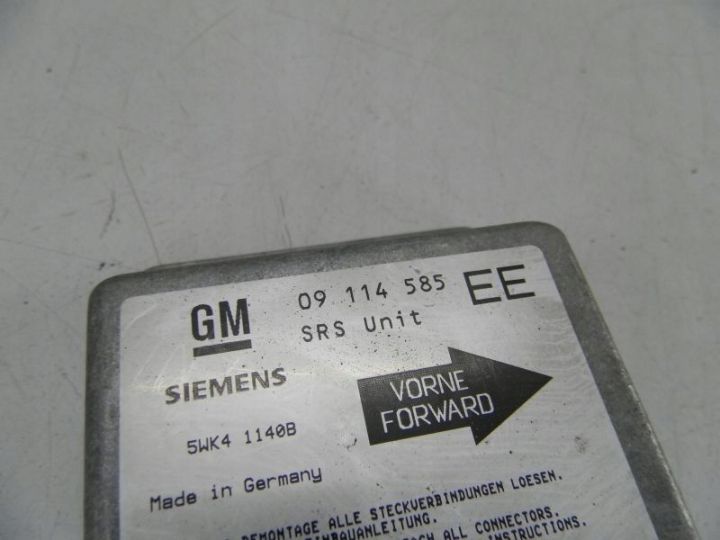 GM 09 114 585 EE
SRS Unit
SIEMENS
VORNE
FORWARD
5WK4 1140B
Made in Germany
DEMONTAGE ALLE STECKVERBINDUNGEN LOESEN.
ALL CONNECTORS.
INSTRUCTIONS.